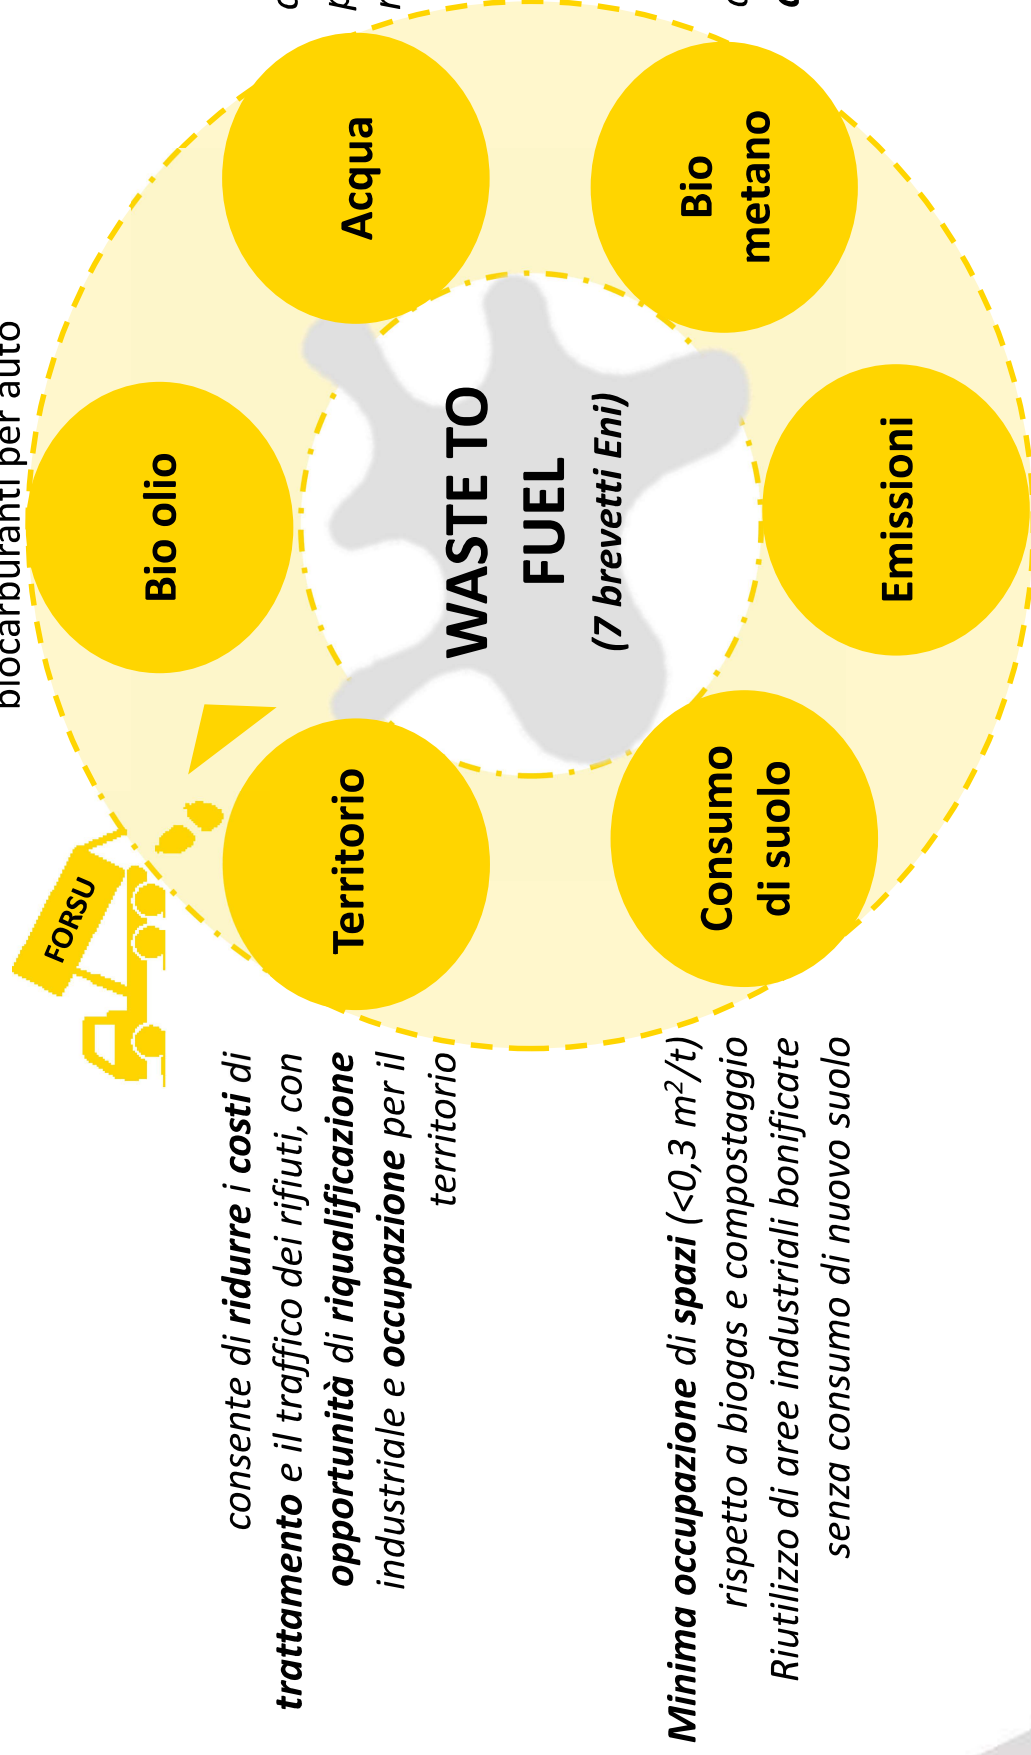 biocarburanti per auto
FORSU
Bio olio
Territorio
Acqua
WASTE TO
FUEL
(7 brevetti Eni)
Consumo
di suolo
Bio
metano
Emissioni
consente di ridurre i costi di
trattamento e il traffico dei rifiuti, con
opportunità di riqualificazione
industriale e occupazione per il
territorio
Minima occupazione di spazi (<0,3 m²/t)
rispetto a biogas e compostaggio
Riutilizzo di aree industriali bonificate
senza consumo di nuovo suolo